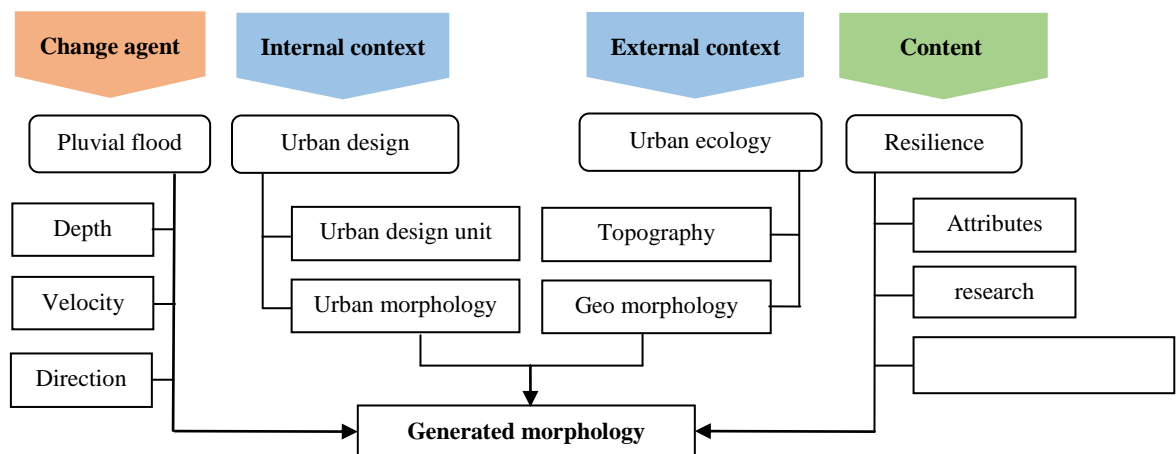 Change agent
Internal context
External context
Content
Pluvial flood
Urban design
Urban ecology
Resilience
Depth
Urban design unit
Topography
Attributes
Velocity
Urban morphology
Geo morphology
research
Direction
Generated morphology